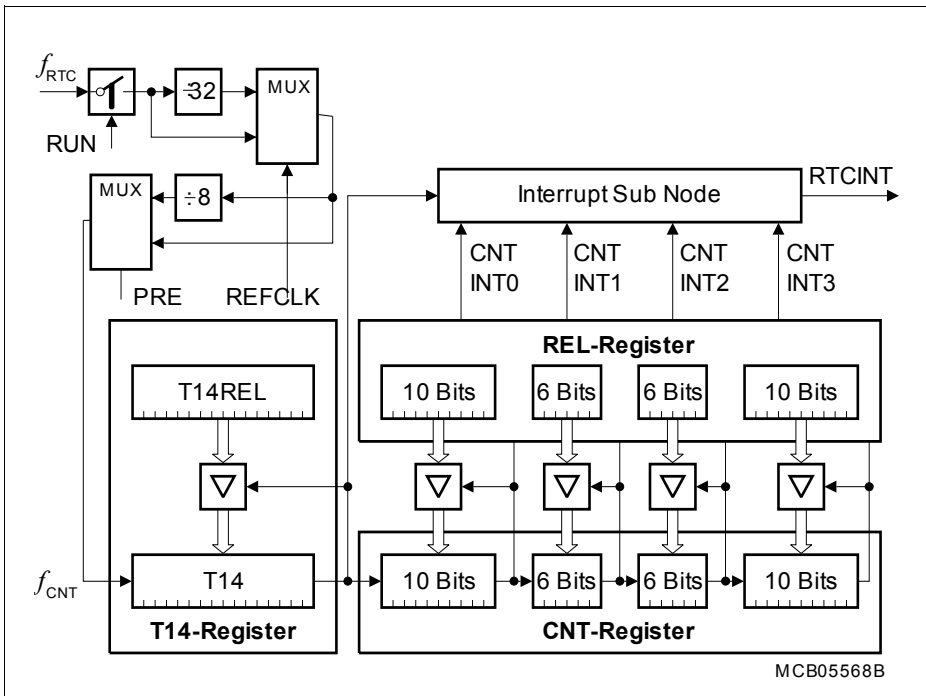 fRTC
÷32
MUX
RUN
MUX
÷8
PRE
REFCLK
Interrupt Sub Node
RTCINT
CNT
INT0
CNT
INT1
CNT
INT2
CNT
INT3
REL-Register
T14REL
10 Bits
6 Bits
6 Bits
10 Bits
fCNT
T14
10 Bits
6 Bits
6 Bits
10 Bits
T14-Register
CNT-Register
MCB05568B